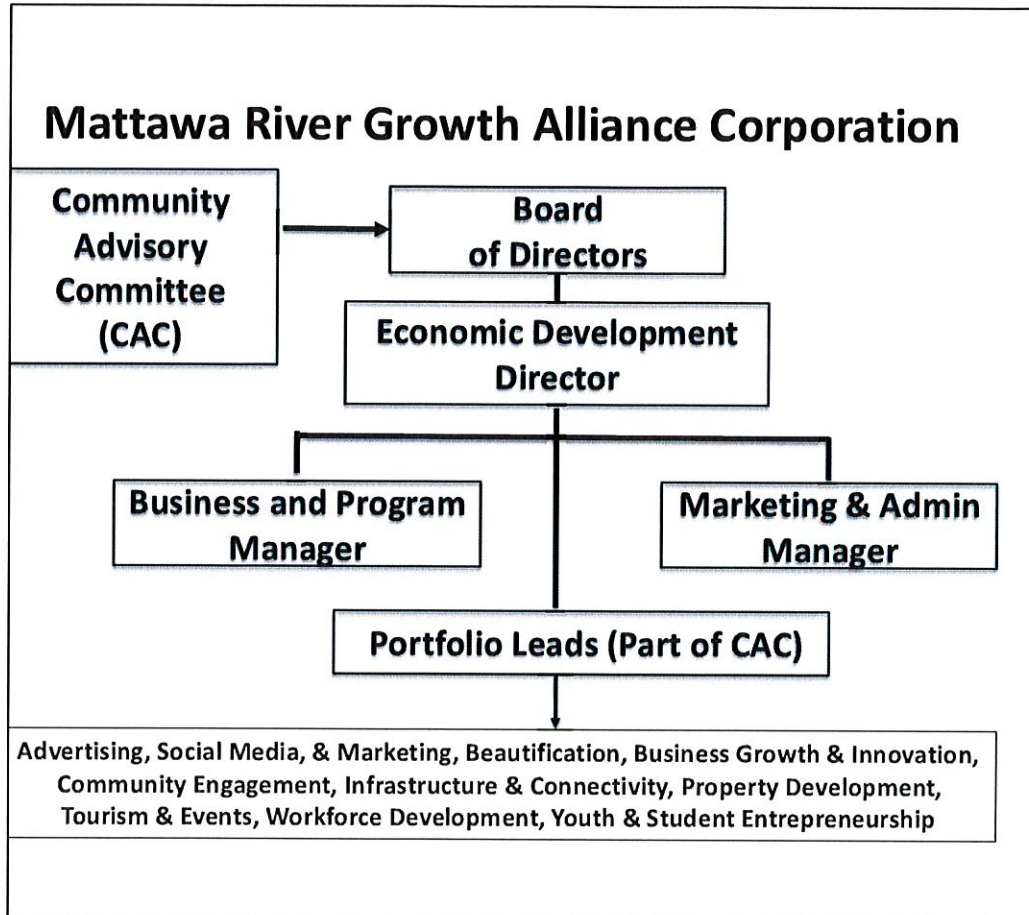 Mattawa River Growth Alliance Corporation
Community
Advisory
Committee
(CAC)
Board
of Directors
Economic Development
Director
Business and Program
Manager
Marketing & Admin
Manager
Portfolio Leads (Part of CAC)
Advertising, Social Media, & Marketing, Beautification, Business Growth & Innovation,
Community Engagement, Infrastructure & Connectivity, Property Development,
Tourism & Events, Workforce Development, Youth & Student Entrepreneurship